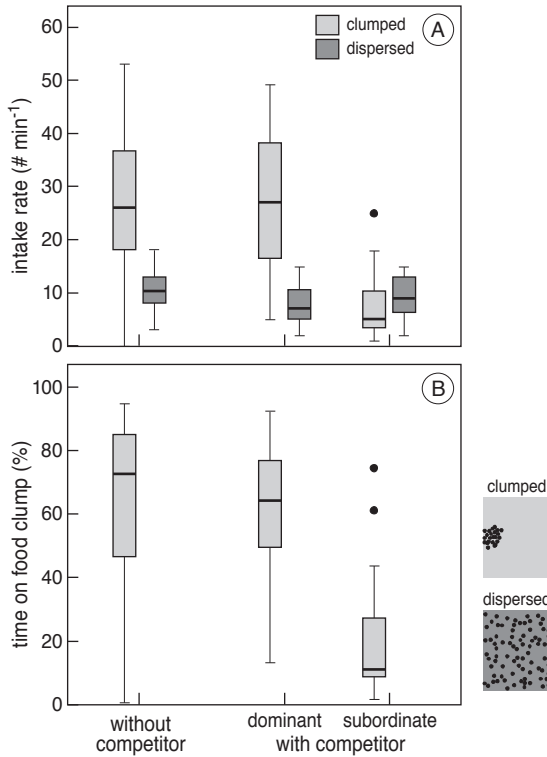 60
50
40
30
20
10
0
intake rate (# min-1)
clumped
dispersed
A
100
80
60
40
20
0
time on food clump (%)
B
clumped
dispersed
without
competitor
dominant
subordinate
with competitor